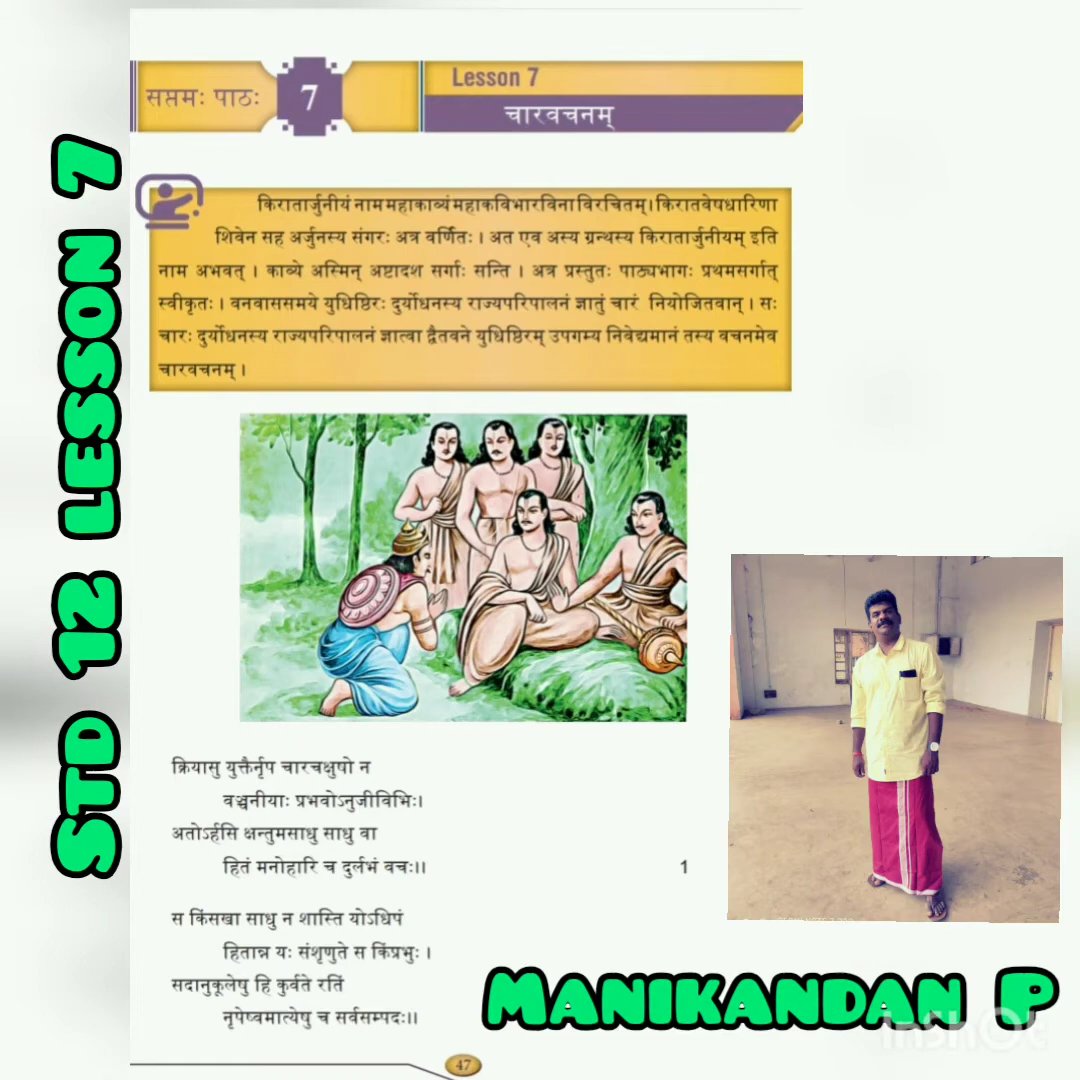 STD 12 LESSON 7
सप्तमः पाठः
7
Lesson 7
चारवचनम्
किरातार्जुनीयं नाम महाकाव्यं महाकविभारविना विरचितम्। किरातवेषधारिणा
शिवेन सह अर्जुनस्य संगरः अत्र वर्णितः। अत एव अस्य ग्रन्थस्य किरातार्जुनीयम् इति
नाम अभवत् । काव्ये अस्मिन् अष्टादश सर्गाः सन्ति । अत्र प्रस्तुतः पाठ्यभागः प्रथमसर्गात्
स्वीकृतः । वनवाससमये युधिष्ठिरः दुर्योधनस्य राज्यपरिपालनं ज्ञातुं चारं नियोजितवान् । सः
चारः दुर्योधनस्य राज्यपरिपालनं ज्ञात्वा द्वैतवने युधिष्ठिरम् उपगम्य निवेद्यमानं तस्य वचनमेव
चारवचनम् ।
क्रियासु युक्तैर्नृप चारचक्षुषो न
वञ्चनीयाः प्रभवोऽनुजीविभिः।
अतोऽर्हसि क्षन्तुमसाधु साधु वा
हितं मनोहारि च दुर्लभं वचः।। 1
स किंसखा साधु न शास्ति योऽधिपं
हितान्न यः संशृणुते स किंप्रभुः ।
सदानुकूलेषु हि कुर्वते रतिं
नृपेष्वमात्येषु च सर्वसम्पदः।।
47
MANIKANDAN P
InShOt